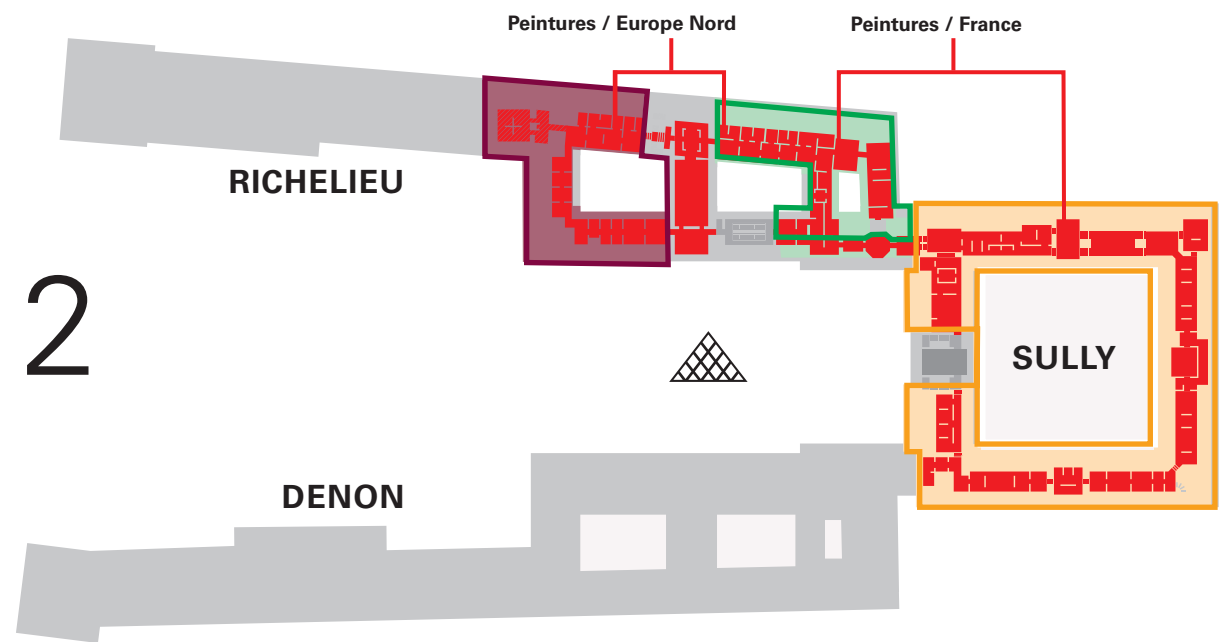 Peintures / Europe Nord
Peintures / France
RICHELIEU
2
SULLY
DENON